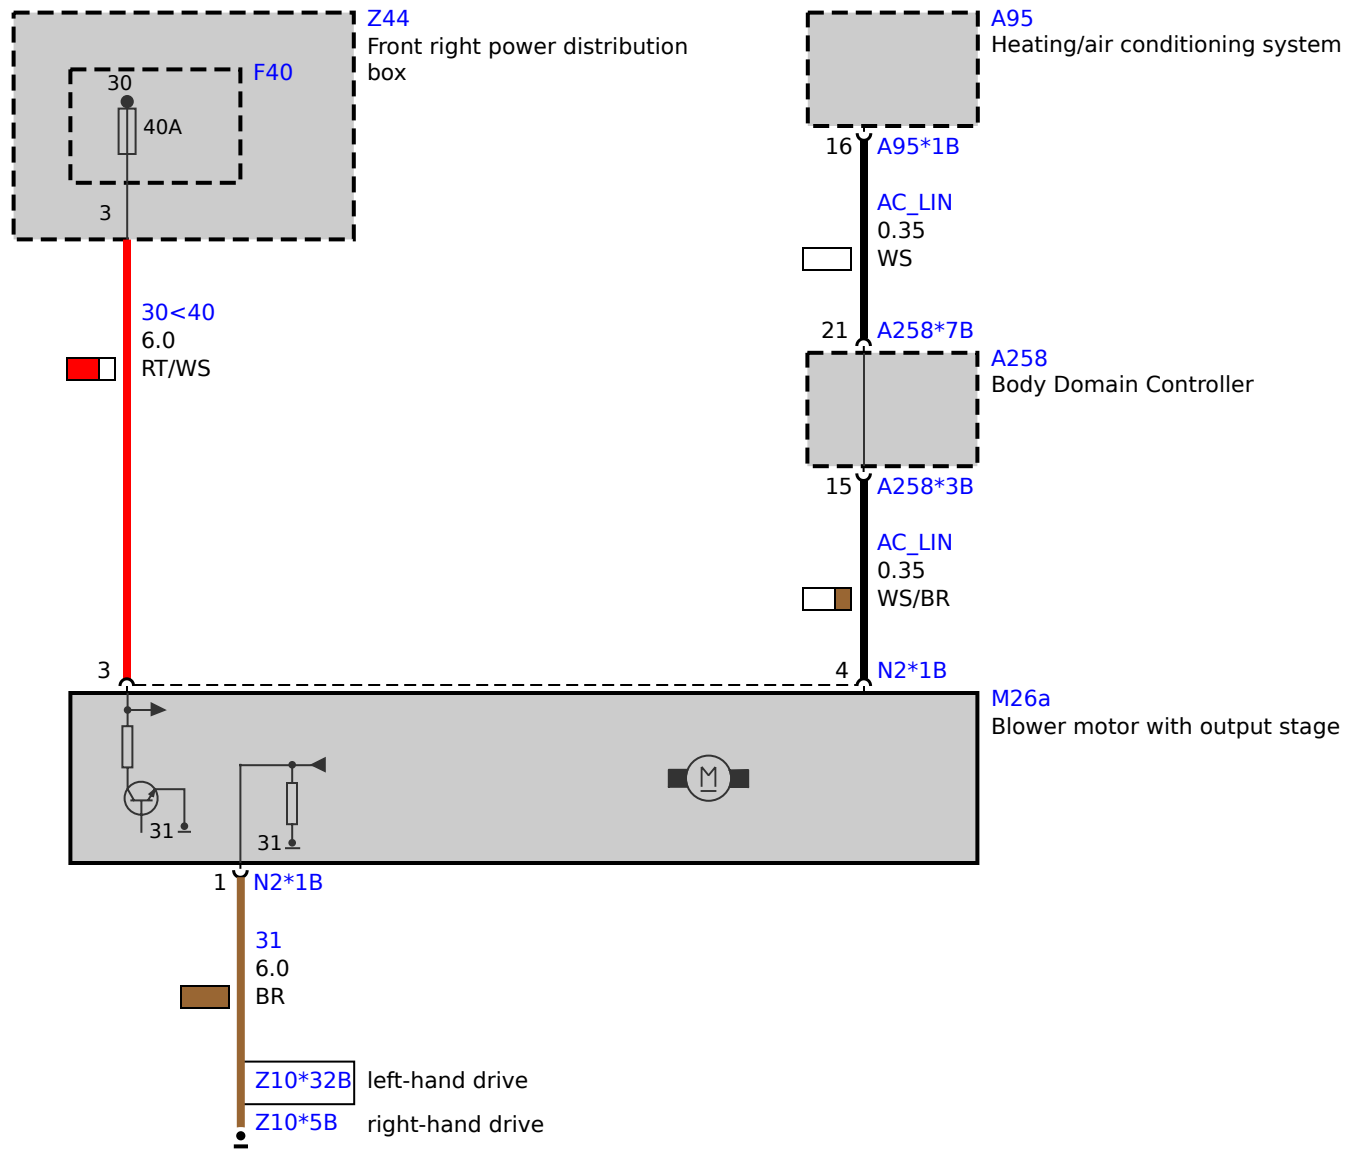 Z44
Front right power distribution
box
F40
30
40A
3
30<40
6.0
RT/WS
A95
Heating/air conditioning system
16 A95*1B
AC_LIN
0.35
WS
21 A258*7B
A258
Body Domain Controller
15 A258*3B
AC_LIN
0.35
WS/BR
3
4 N2*1B
M26a
Blower motor with output stage
M
31
31
1 N2*1B
31
6.0
BR
Z10*32B left-hand drive
Z10*5B right-hand drive